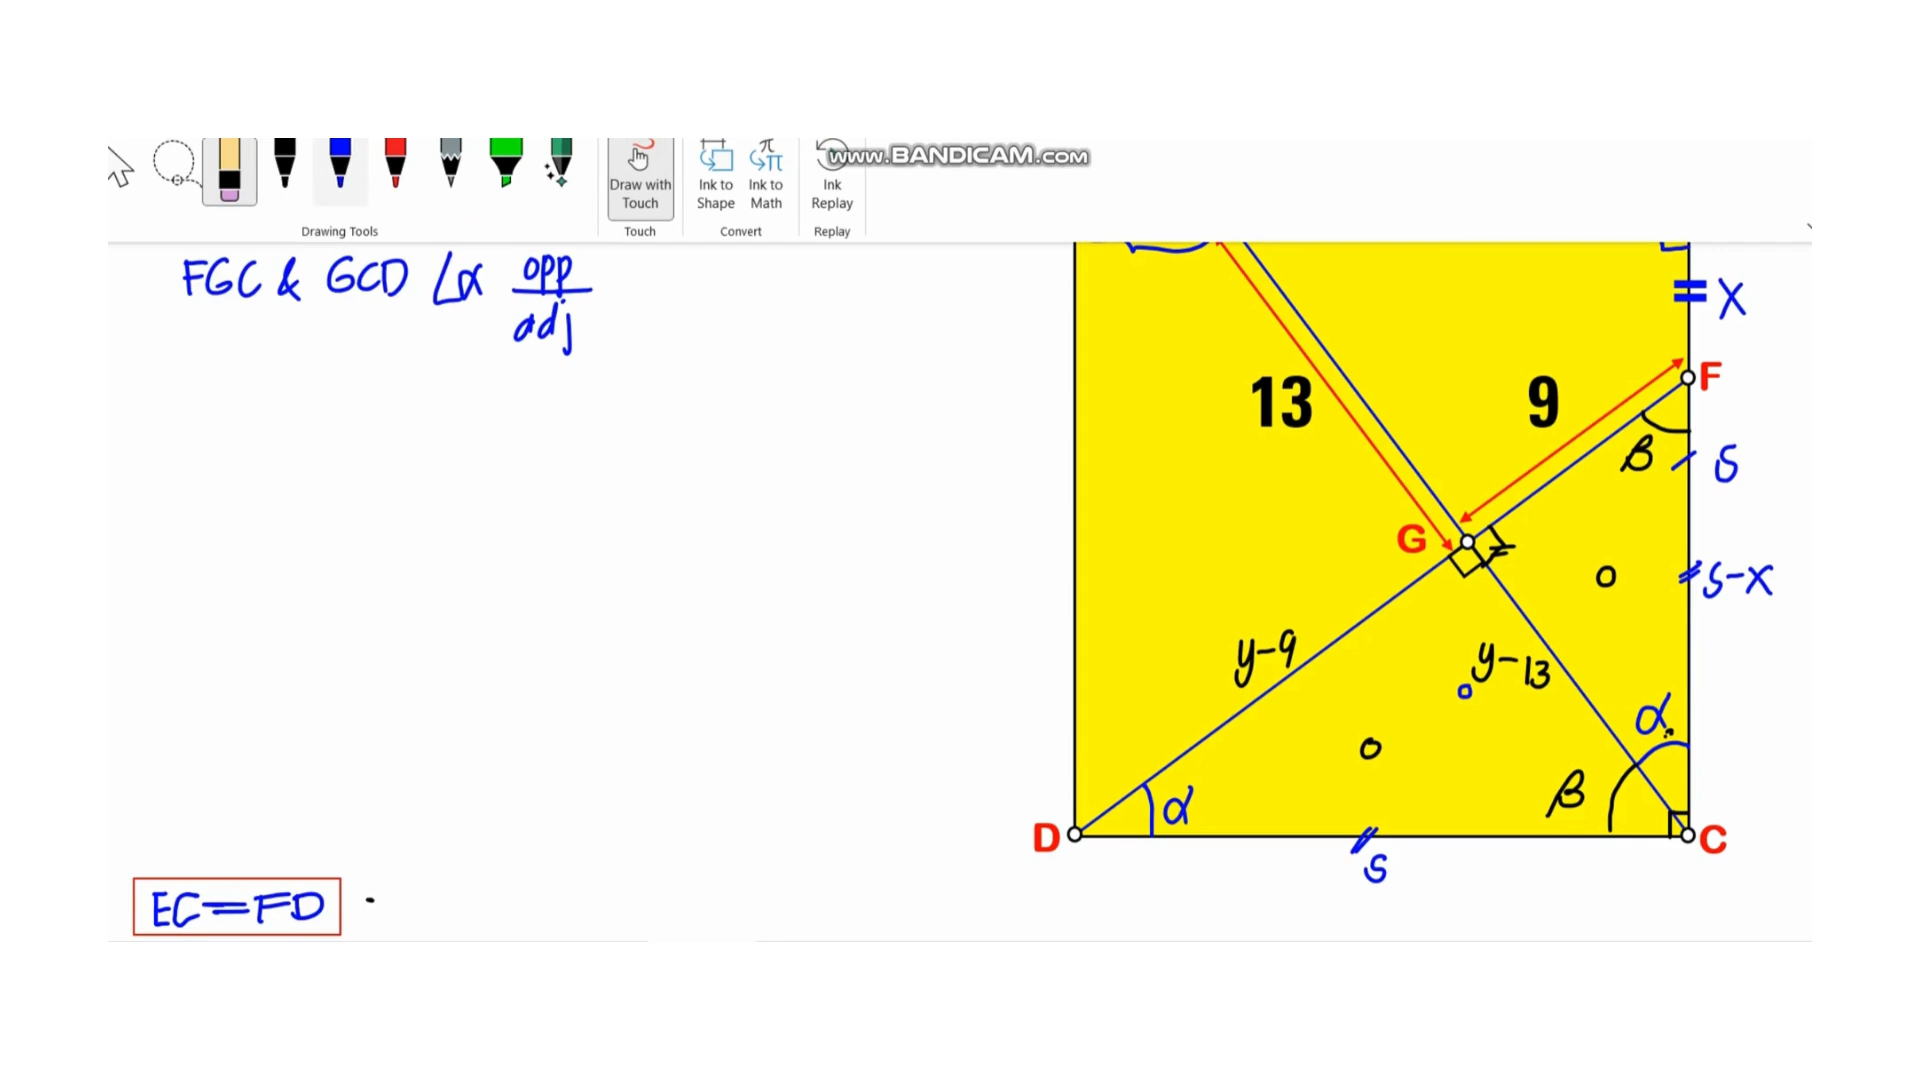 www.BANDICAM.com
Draw with Touch
Ink to Shape
Ink to Math
Ink Replay
Drawing Tools
Touch
Convert
Replay
FGC & GCD ∠α opp
adj
= X
13
9
F
β
S
G
S-X
y-9
y-13
α
β
α
D
C
S
EC=FD